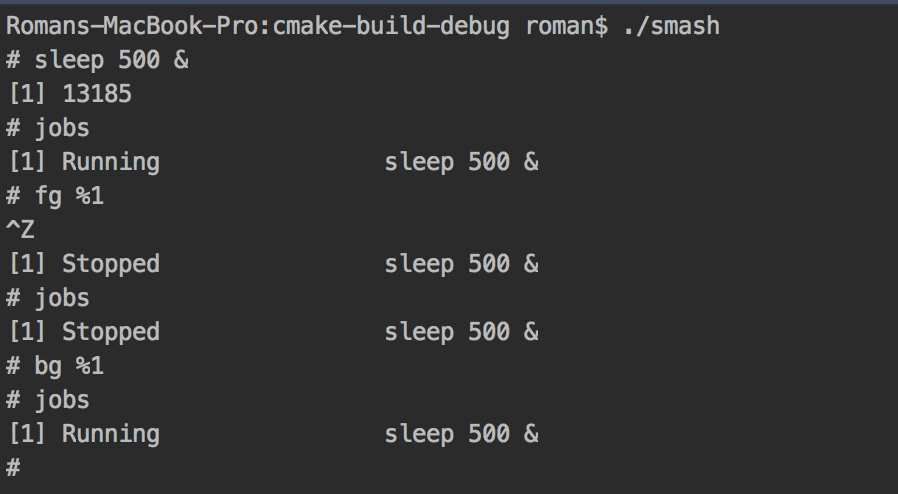 Romans-MacBook-Pro:cmake-build-debug roman$ ./smash
# sleep 500 &
[1] 13185
# jobs
[1] Running                sleep 500 &
# fg %1
^Z
[1] Stopped                sleep 500 &
# jobs
[1] Stopped                sleep 500 &
# bg %1
# jobs
[1] Running                sleep 500 &
#